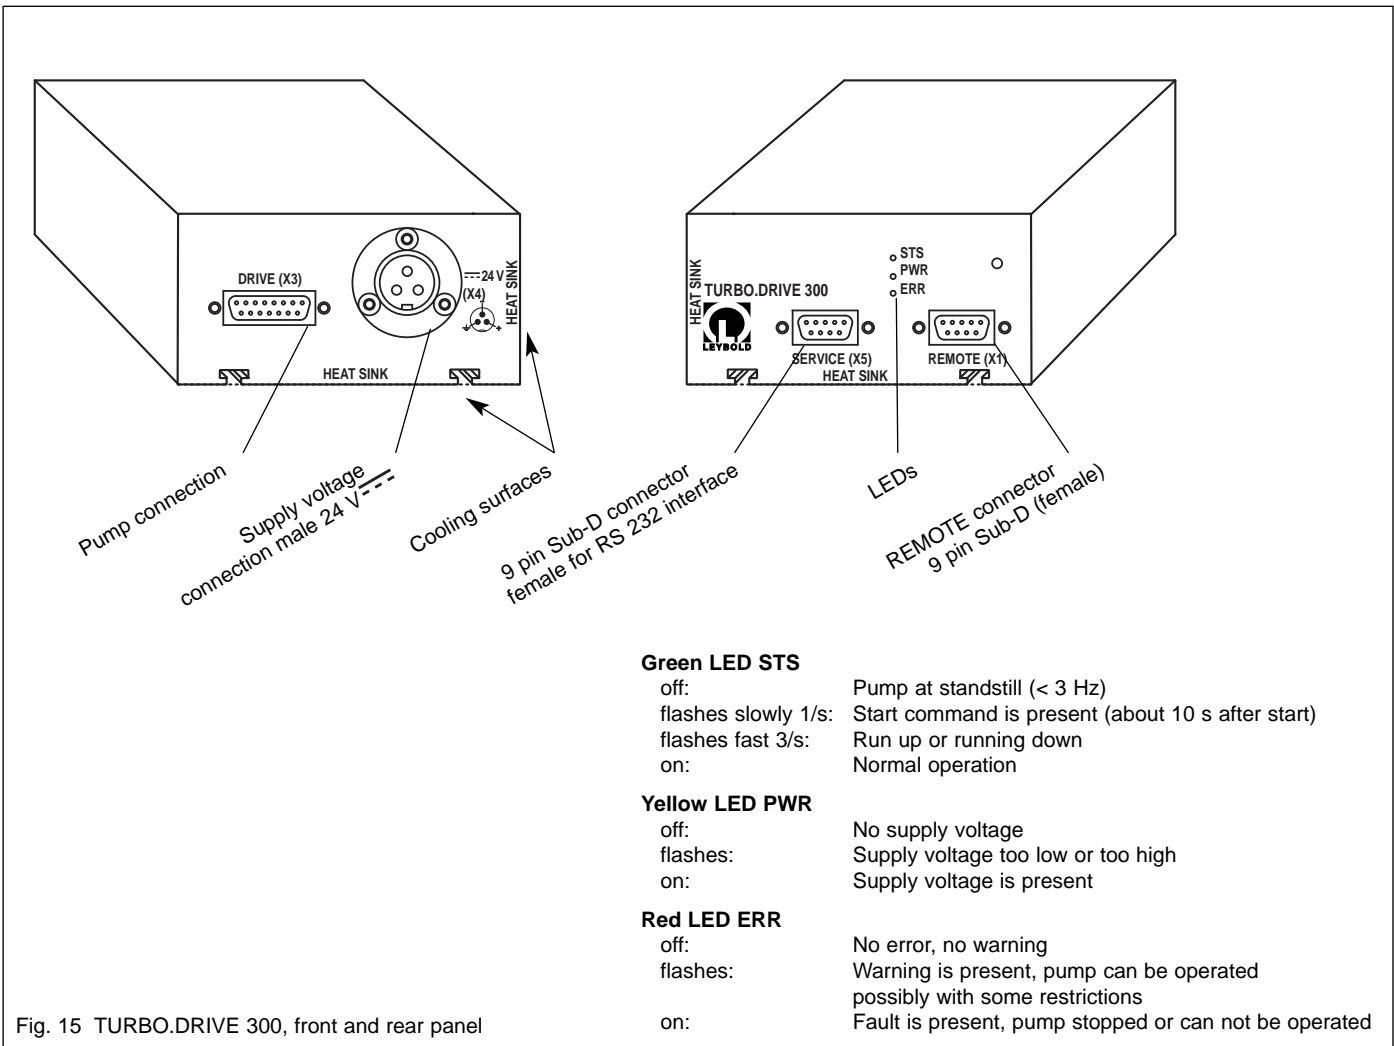 DRIVE (X3)
24 V
(X4)
+
HEAT SINK
HEAT SINK
HEAT SINK
STS
PWR
ERR
TURBO.DRIVE 300
LEYBOLD
SERVICE (X5)
REMOTE (X1)
HEAT SINK
Pump connection
Supply voltage
connection male 24 V
Cooling surfaces
9 pin Sub-D connector
female for RS 232 interface
LEDs
REMOTE connector
9 pin Sub-D (female)
Green LED STS
off: Pump at standstill (< 3 Hz)
flashes slowly 1/s: Start command is present (about 10 s after start)
flashes fast 3/s: Run up or running down
on: Normal operation
Yellow LED PWR
off: No supply voltage
flashes: Supply voltage too low or too high
on: Supply voltage is present
Red LED ERR
off: No error, no warning
flashes: Warning is present, pump can be operated
possibly with some restrictions
on: Fault is present, pump stopped or can not be operated
Fig. 15 TURBO.DRIVE 300, front and rear panel